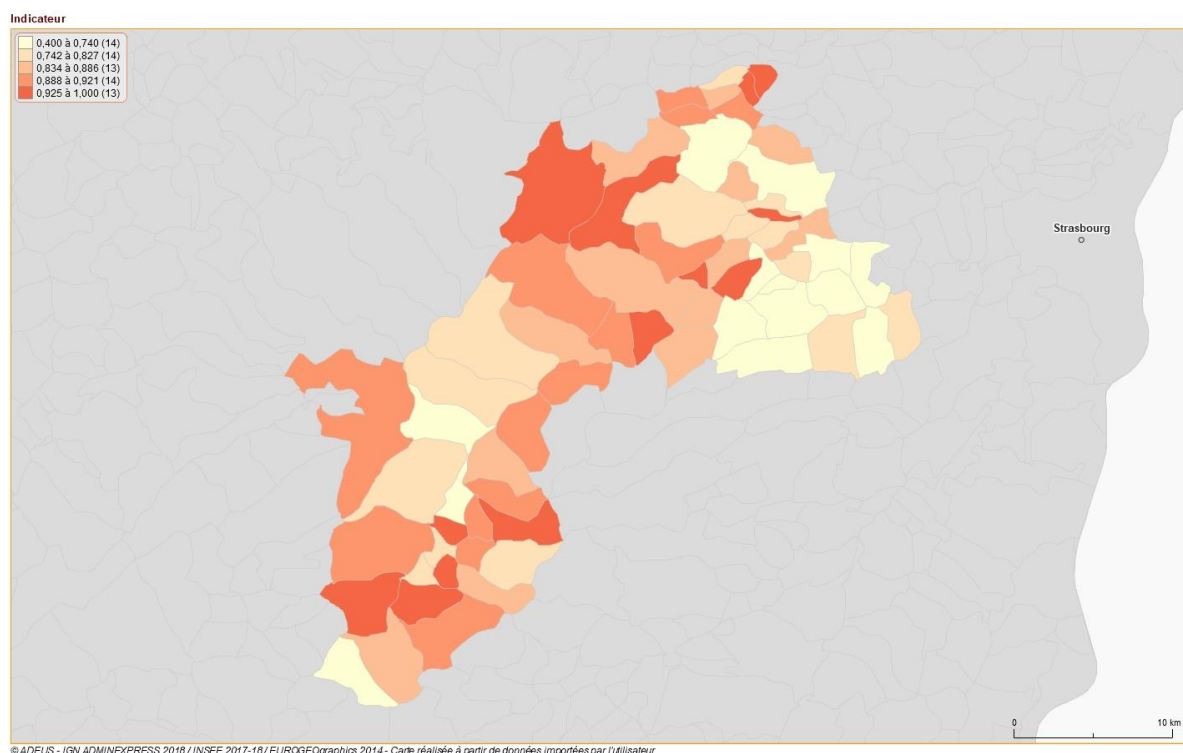 Indicateur
0,400 à 0,740 (14)
0,742 à 0,827 (14)
0,834 à 0,886 (13)
0,888 à 0,921 (14)
0,925 à 1,000 (13)
Strasbourg
0 10 km
© ADEUS - IGN ADMINEXPRESS 2018 / INSEE 2017-18 / EUROGEOgraphics 2014 - Carte réalisée à partir de données importées par l'utilisateur